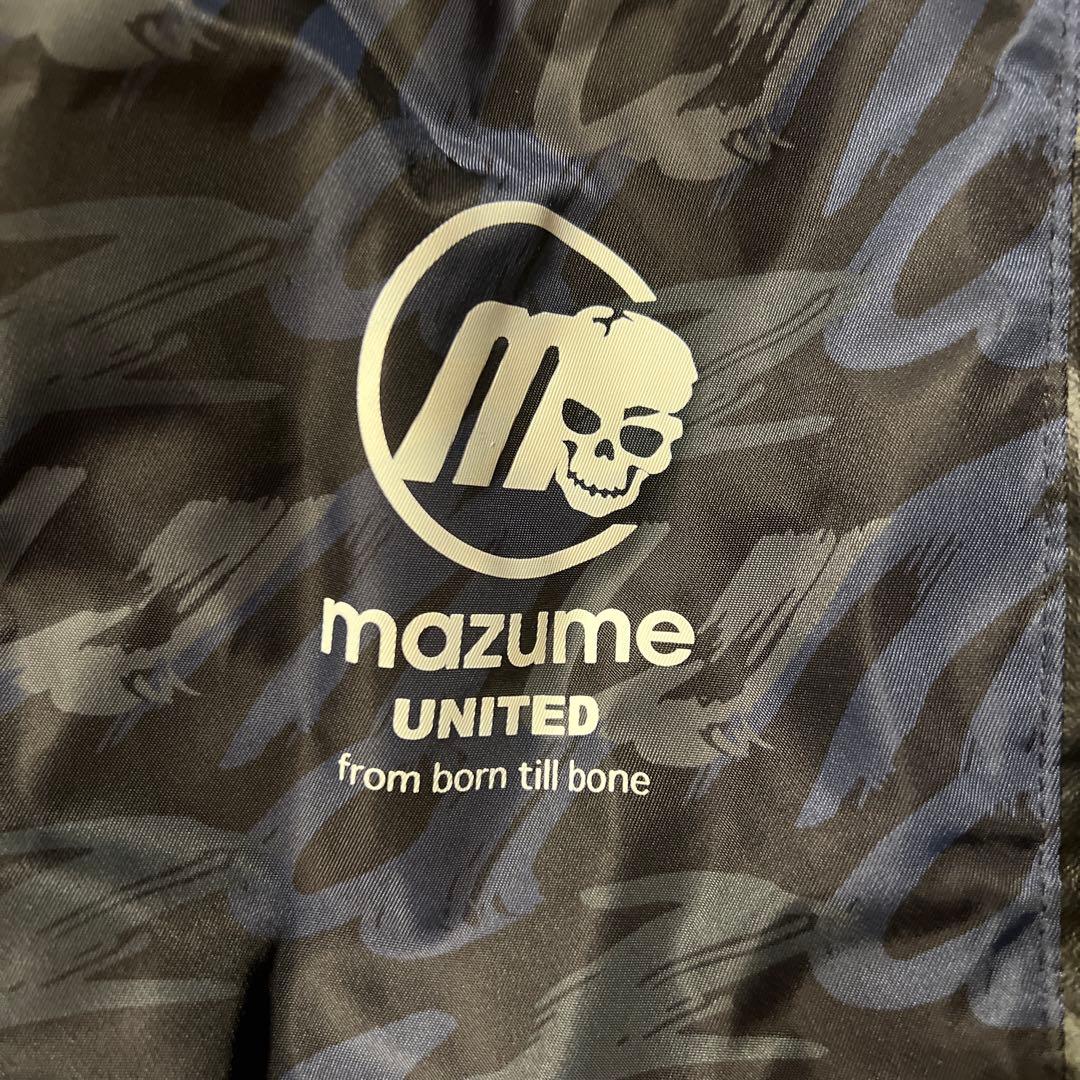 m
mazume
UNITED
from born till bone